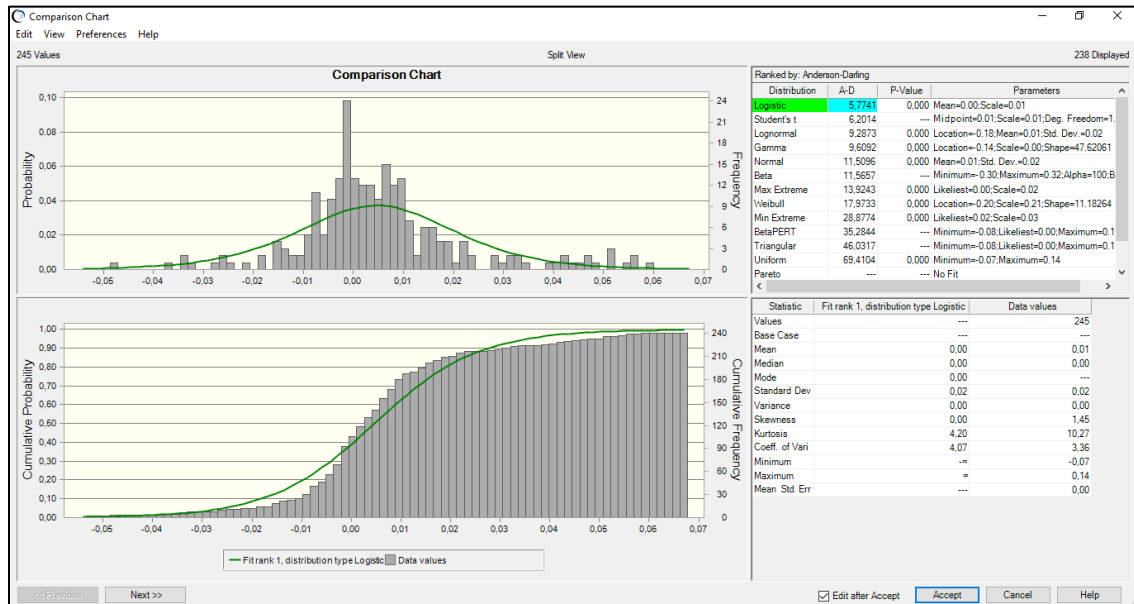 Comparison Chart
Edit View Preferences Help
245 Values Split View 238 Displayed
Comparison Chart
Probability
0,10
0,08
0,06
0,04
0,02
0,00
24
21
18
15
12
9
6
3
0
Frequency
-0,05 -0,04 -0,03 -0,02 -0,01 0,00 0,01 0,02 0,03 0,04 0,05 0,06 0,07
Cumulative Probability
1,00
0,90
0,80
0,70
0,60
0,50
0,40
0,30
0,20
0,10
0,00
240
210
180
150
120
90
60
30
0
Cumulative Frequency
-0,05 -0,04 -0,03 -0,02 -0,01 0,00 0,01 0,02 0,03 0,04 0,05 0,06 0,07
Fit rank 1, distribution type Logistic Data values
Ranked by: Anderson-Darling
Distribution A-D P-Value Parameters
Logistic 5,7741 0,000 Mean=0.00;Scale=0.01
Student's t 6,2014 --- Midpoint=0.01;Scale=0.01;Deg. Freedom=1.
Lognormal 9,2873 0,000 Location=-0.18;Mean=0.01;Std. Dev.=0.02
Gamma 9,6092 0,000 Location=-0.14;Scale=0.00;Shape=47.62061
Normal 11,5096 0,000 Mean=0.01;Std. Dev.=0.02
Beta 11,5657 --- Minimum=-0.30;Maximum=0.32;Alpha=100;B
Max Extreme 13,9243 0,000 Likeliest=0.00;Scale=0.02
Weibull 17,9733 0,000 Location=-0.20;Scale=0.21;Shape=11.18264
Min Extreme 28,8774 0,000 Likeliest=0.02;Scale=0.03
BetaPERT 35,2844 --- Minimum=-0.08;Likeliest=0.00;Maximum=0.1
Triangular 46,0317 --- Minimum=-0.08;Likeliest=0.00;Maximum=0.1
Uniform 69,4104 0,000 Minimum=-0.07;Maximum=0.14
Pareto --- --- No Fit
Statistic Fit rank 1, distribution type Logistic Data values
Values --- 245
Base Case --- ---
Mean 0,00 0,01
Median 0,00 0,00
Mode 0,00 ---
Standard Dev 0,02 0,02
Variance 0,00 0,00
Skewness 0,00 1,45
Kurtosis 4,20 10,27
Coeff. of Vari 4,07 3,36
Minimum -∞ -0,07
Maximum ∞ 0,14
Mean Std. Err --- 0,00
<< Previous Next >> Edit after Accept Accept Cancel Help